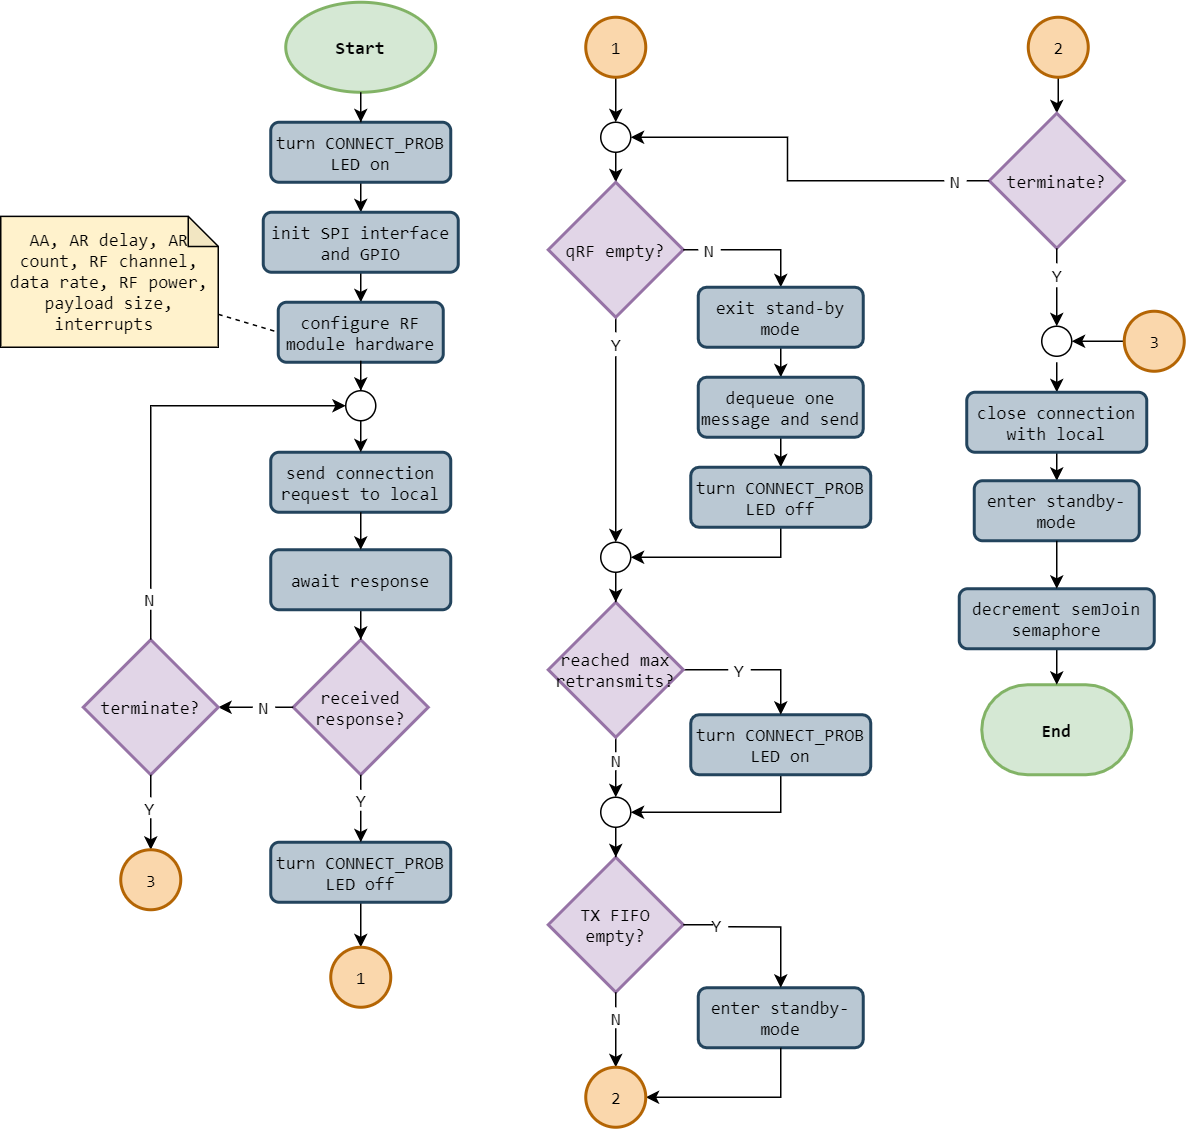 Start
turn CONNECT_PROB
LED on
init SPI interface
and GPIO
AA, AR delay, AR
count, RF channel,
data rate, RF power,
payload size,
interrupts
configure RF
module hardware
send connection
request to local
await response
N
terminate?
N
received
response?
Y
Y
3
turn CONNECT_PROB
LED off
1
1
qRF empty?
N
exit stand-by
mode
Y
dequeue one
message and send
turn CONNECT_PROB
LED off
reached max
retransmits?
Y
turn CONNECT_PROB
LED on
N
TX FIFO
empty?
Y
enter standby-
mode
N
2
2
terminate?
N
Y
3
close connection
with local
enter standby-
mode
decrement semJoin
semaphore
End